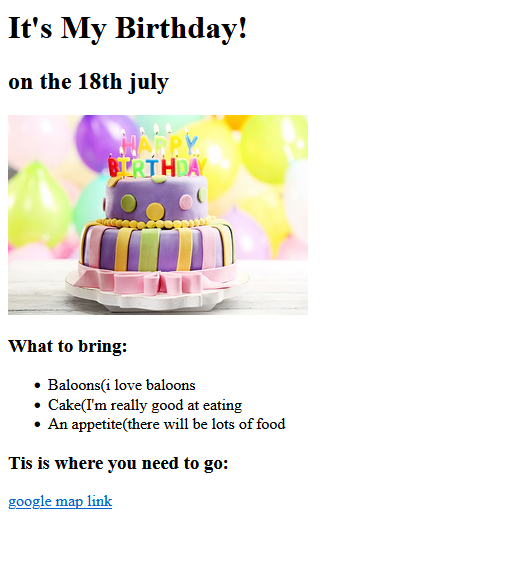 It's My Birthday!
on the 18th july
HAPPY
BIRTHDAY
What to bring:
Baloons(i love baloons
Cake(I'm really good at eating
An appetite(there will be lots of food
Tis is where you need to go:
google map link